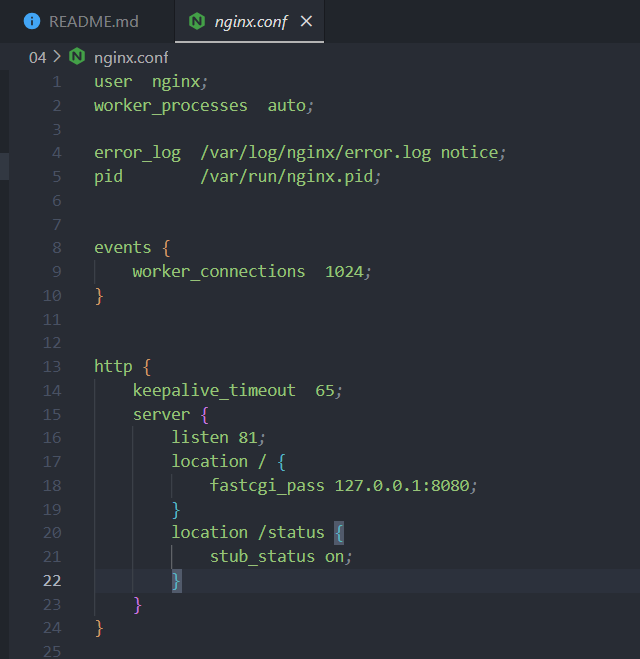 README.md nginx.conf
04 > nginx.conf
1 user  nginx;
2 worker_processes  auto;
3
4 error_log  /var/log/nginx/error.log notice;
5 pid        /var/run/nginx.pid;
6
7
8 events {
9     worker_connections  1024;
10 }
11
12
13 http {
14     keepalive_timeout  65;
15     server {
16         listen 81;
17         location / {
18             fastcgi_pass 127.0.0.1:8080;
19         }
20         location /status {
21             stub_status on;
22         }
23     }
24 }
25